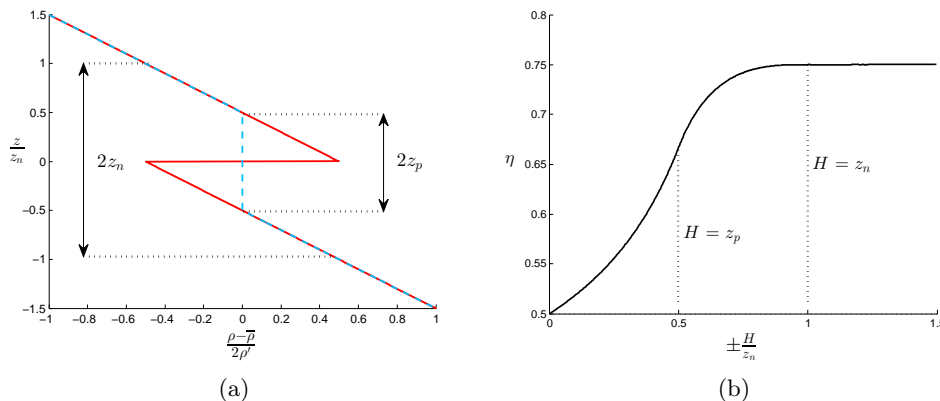 1.5
1
0.5
0
−0.5
−1
−1.5
z/z_n
2z_n
2z_p
−1 −0.8 −0.6 −0.4 −0.2 0 0.2 0.4 0.6 0.8 1
ρ−ρ̅/2ρ′
(a)
0.8
0.75
0.7
0.65
0.6
0.55
0.5
η
H = z_n
H = z_p
0 0.5 1 1.5
±H/z_n
(b)